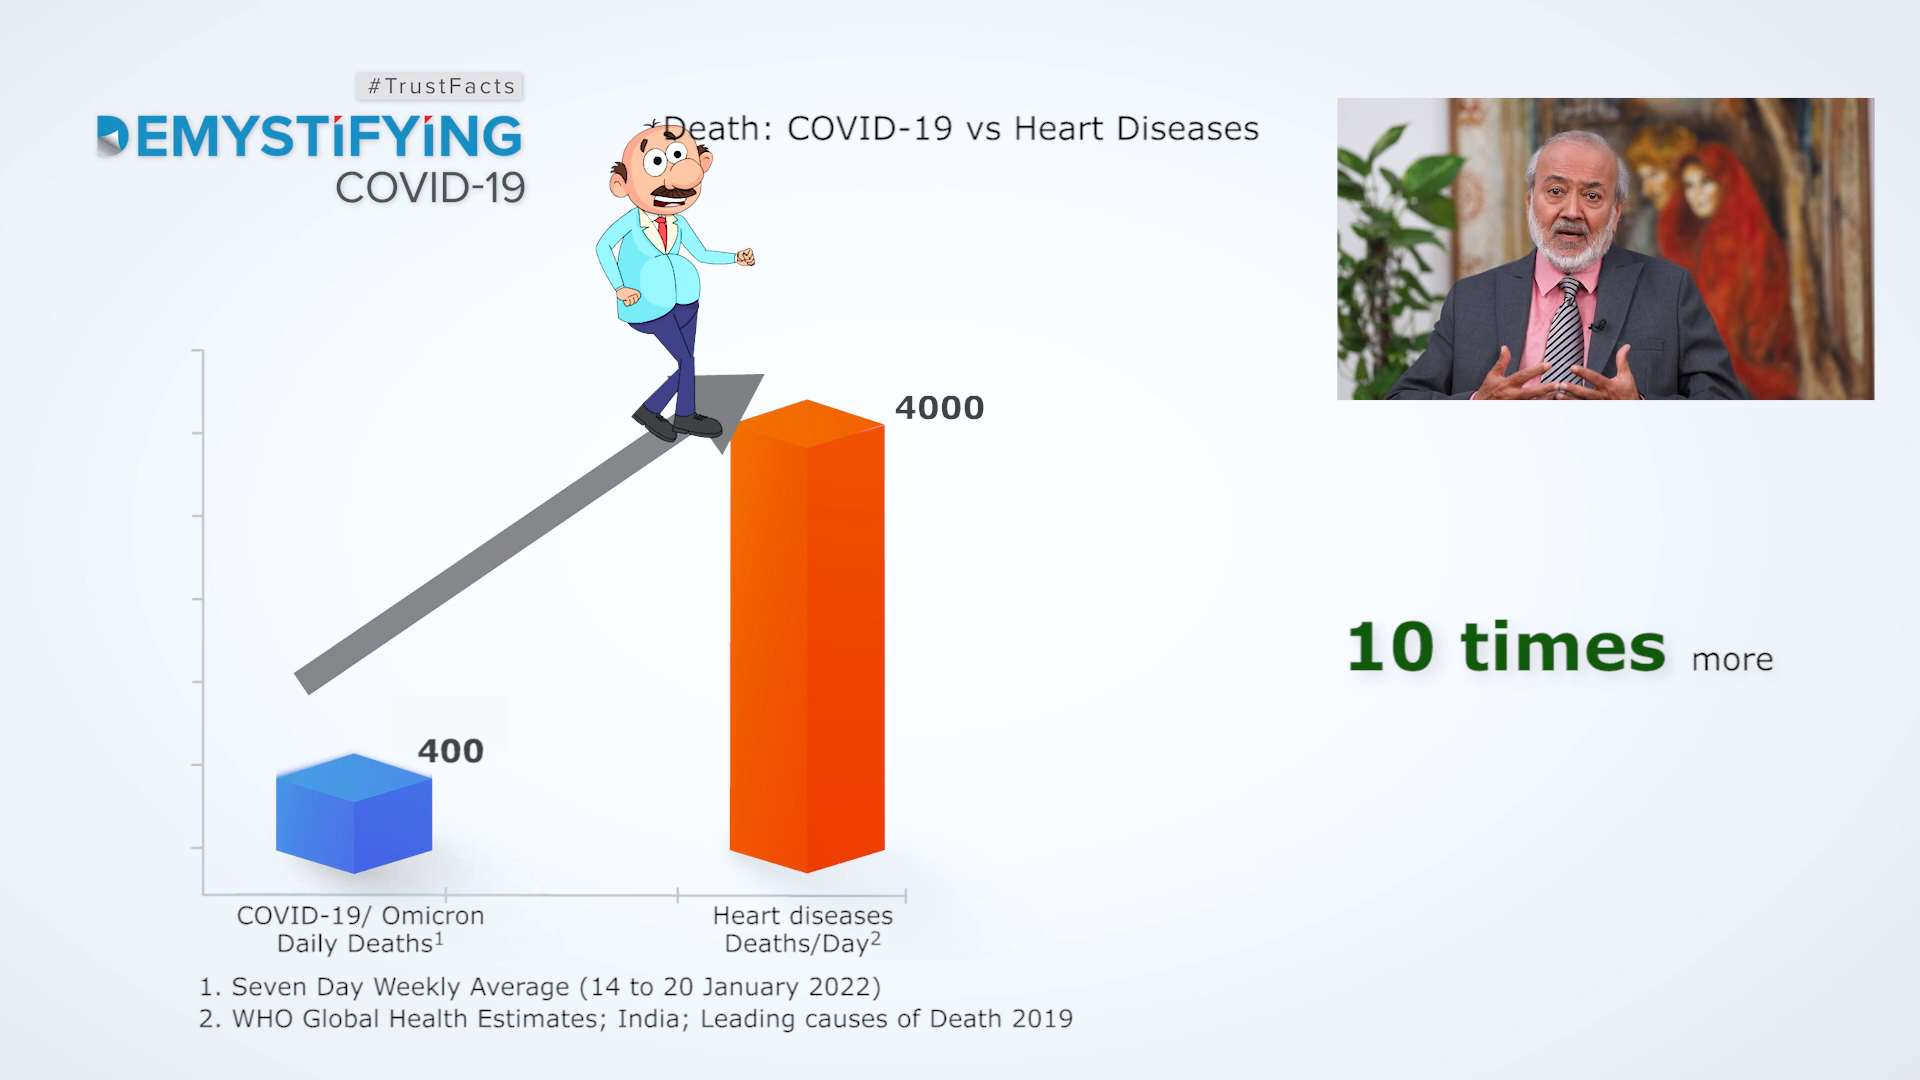 #TrustFacts
DEMYSTiFYiNG
COVID-19
Death: COVID-19 vs Heart Diseases
4000
10 times more
400
COVID-19/ Omicron
Daily Deaths1
Heart diseases
Deaths/Day2
1. Seven Day Weekly Average (14 to 20 January 2022)
2. WHO Global Health Estimates; India; Leading causes of Death 2019